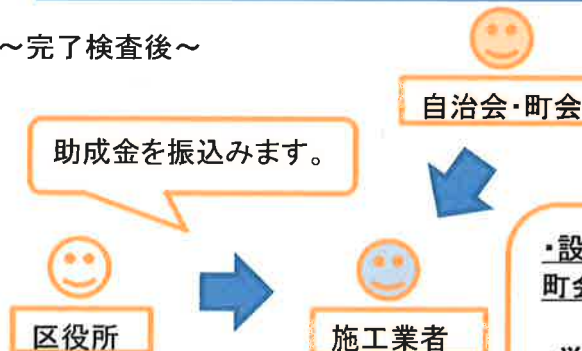 ～完了検査後～
自治会・町会
助成金を振込みます。
・設
町
区役所
施工業者